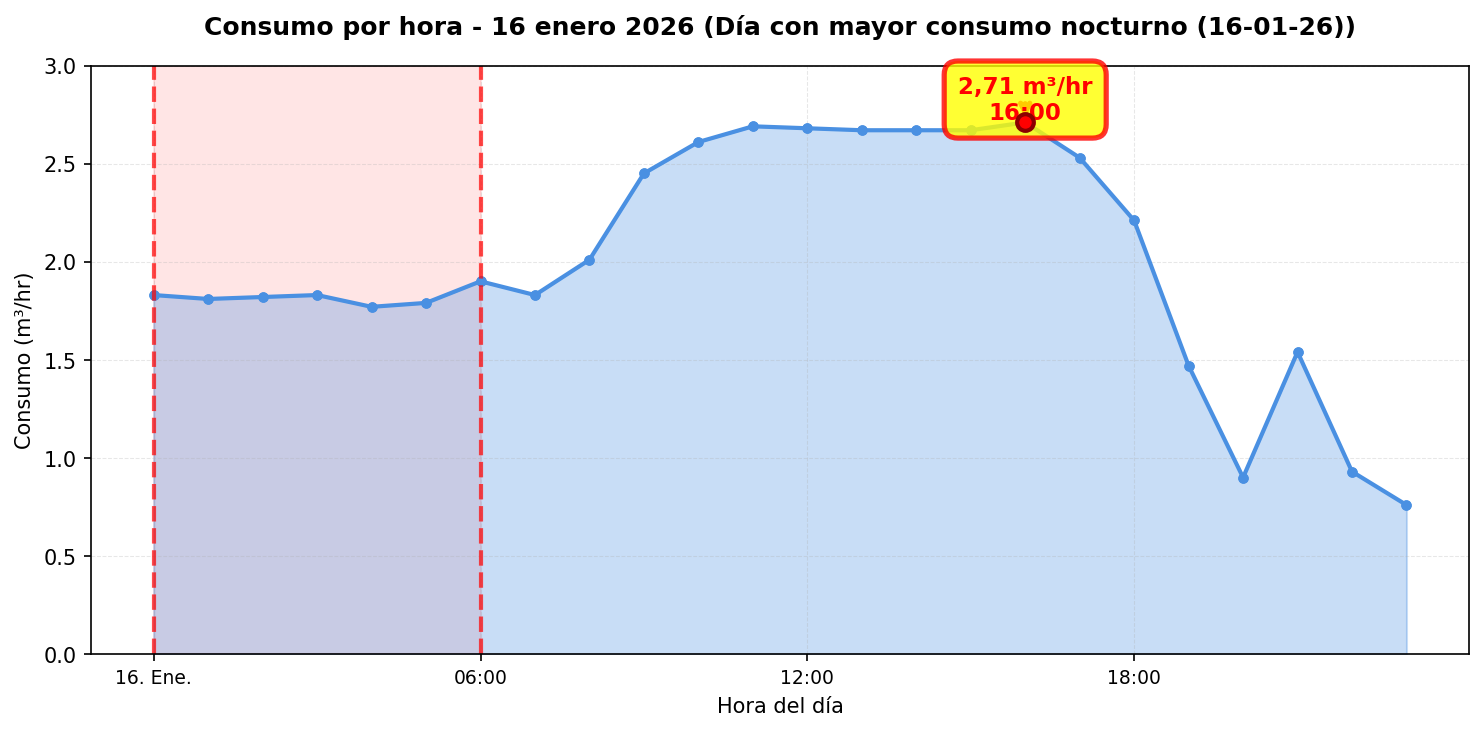 Consumo por hora - 16 enero 2026 (Día con mayor consumo nocturno (16-01-26))
2,71 m³/hr
16:00
Consumo (m³/hr)
3.0
2.5
2.0
1.5
1.0
0.5
0.0
16. Ene.
06:00
12:00
18:00
Hora del día